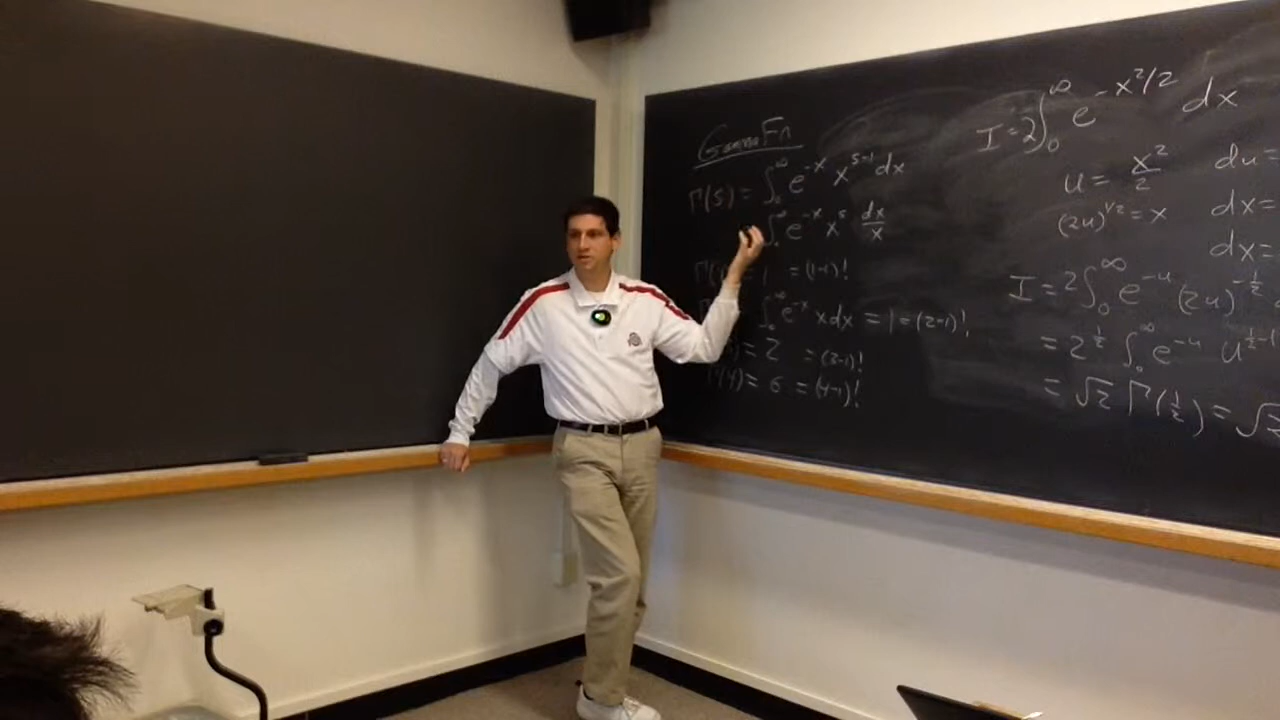 Gamma Fn
Γ(s) = ∫₀^∞ e^{-x} x^{s-1} dx
∫₀^∞ e^{-x} x^s dx/x
Γ( 1 = (1-1)!
∫₀^∞ e^{-x} x dx = 1 = (2-1)!
= 2 = (3-1)!
Γ(4) = 6 = (4-1)!
I = 2 ∫₀^∞ e^{-x²/2} dx
u = x²/2 du =
(2u)^{1/2} = x dx =
dx =
I = 2 ∫₀^∞ e^{-u} (2u)^{-1/2}
= 2^{1/2} ∫₀^∞ e^{-u} u^{1/2-1}
= √2 Γ(1/2) = √